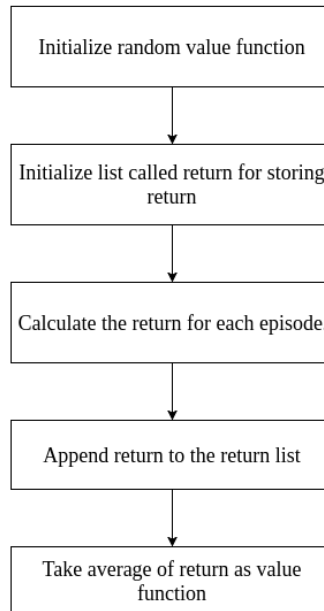 Initialize random value function
Initialize list called return for storing
return
Calculate the return for each episode.
Append return to the return list
Take average of return as value
function